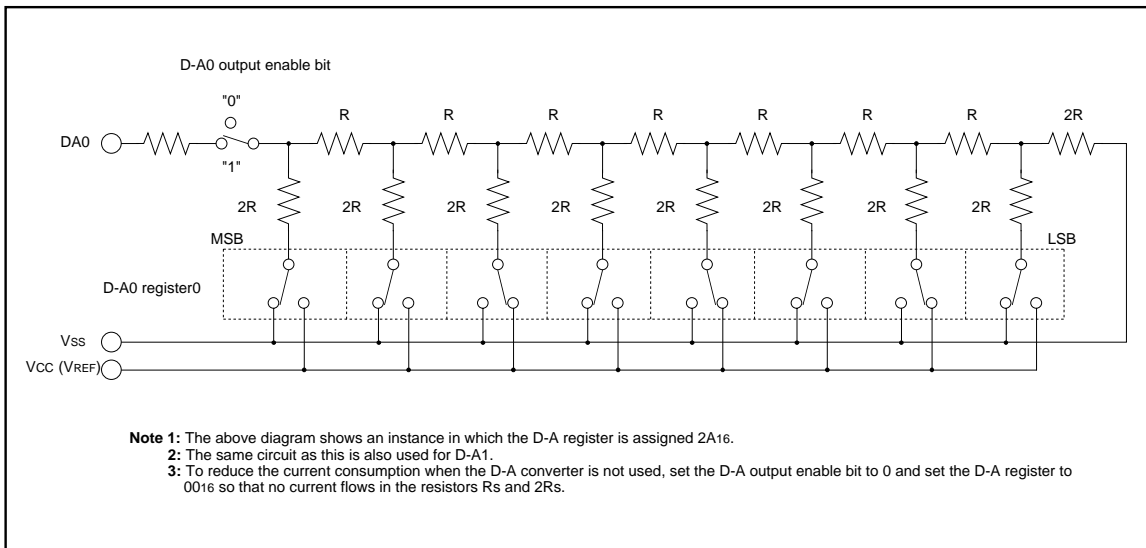 D-A0 output enable bit
"0"
R R R R R R R 2R
DA0
"1"
2R 2R 2R 2R 2R 2R 2R 2R
MSB LSB
D-A0 register0
VSS
VCC (VREF)
Note 1: The above diagram shows an instance in which the D-A register is assigned 2A16.
2: The same circuit as this is also used for D-A1.
3: To reduce the current consumption when the D-A converter is not used, set the D-A output enable bit to 0 and set the D-A register to
0016 so that no current flows in the resistors Rs and 2Rs.